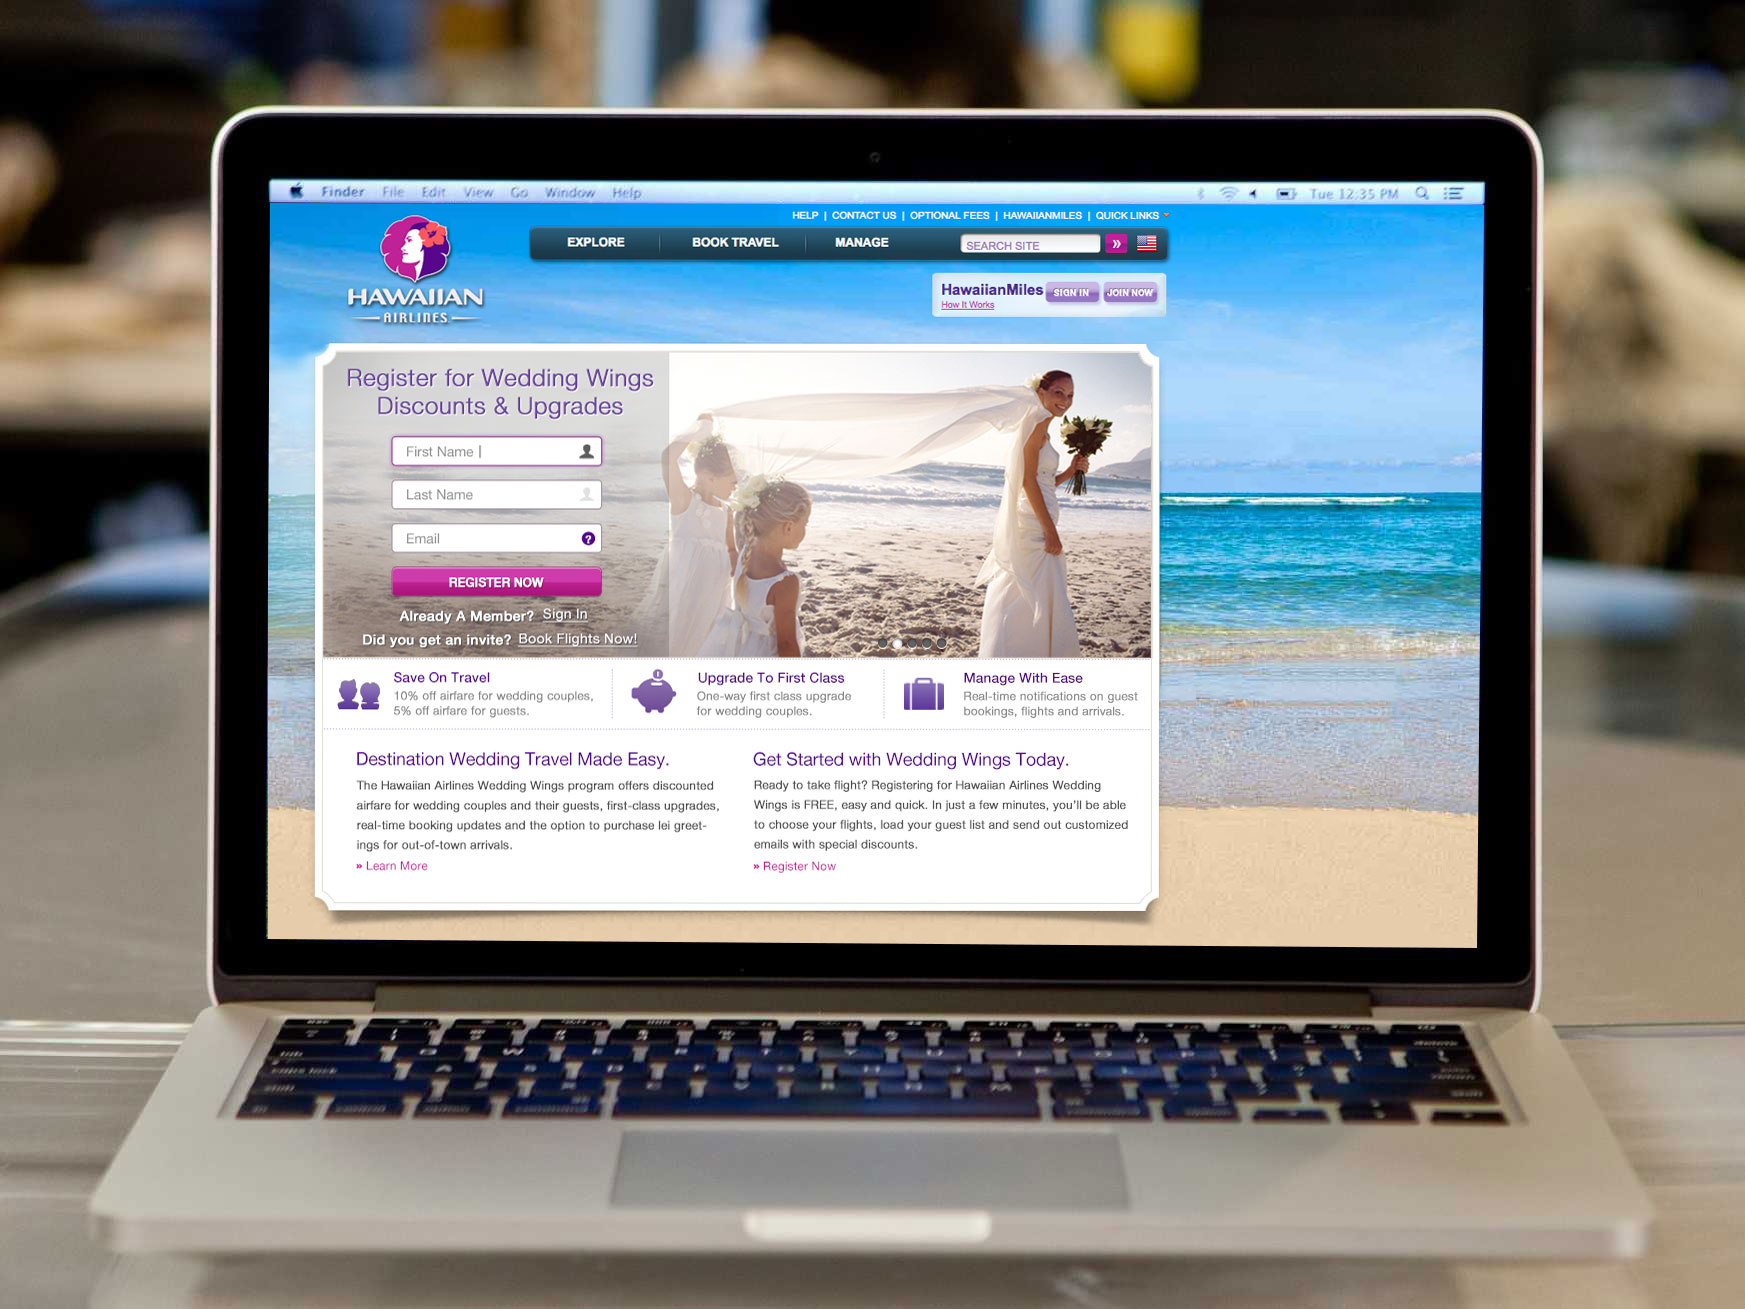 Finder File Edit View Go Window Help Tue 12:35 PM
HELP | CONTACT US | OPTIONAL FEES | HAWAIIANMILES | QUICK LINKS
EXPLORE BOOK TRAVEL MANAGE SEARCH SITE »
HAWAIIAN
AIRLINES
HawaiianMiles SIGN IN JOIN NOW
How It Works
Register for Wedding Wings
Discounts & Upgrades
First Name |
Last Name
Email ?
REGISTER NOW
Already A Member? Sign In
Did you get an invite? Book Flights Now!
Save On Travel
10% off airfare for wedding couples,
5% off airfare for guests.
Upgrade To First Class
One-way first class upgrade
for wedding couples.
Manage With Ease
Real-time notifications on guest
bookings, flights and arrivals.
Destination Wedding Travel Made Easy.
The Hawaiian Airlines Wedding Wings program offers discounted
airfare for wedding couples and their guests, first-class upgrades,
real-time booking updates and the option to purchase lei greet-
ings for out-of-town arrivals.
» Learn More
Get Started with Wedding Wings Today.
Ready to take flight? Registering for Hawaiian Airlines Wedding
Wings is FREE, easy and quick. In just a few minutes, you'll be able
to choose your flights, load your guest list and send out customized
emails with special discounts.
» Register Now